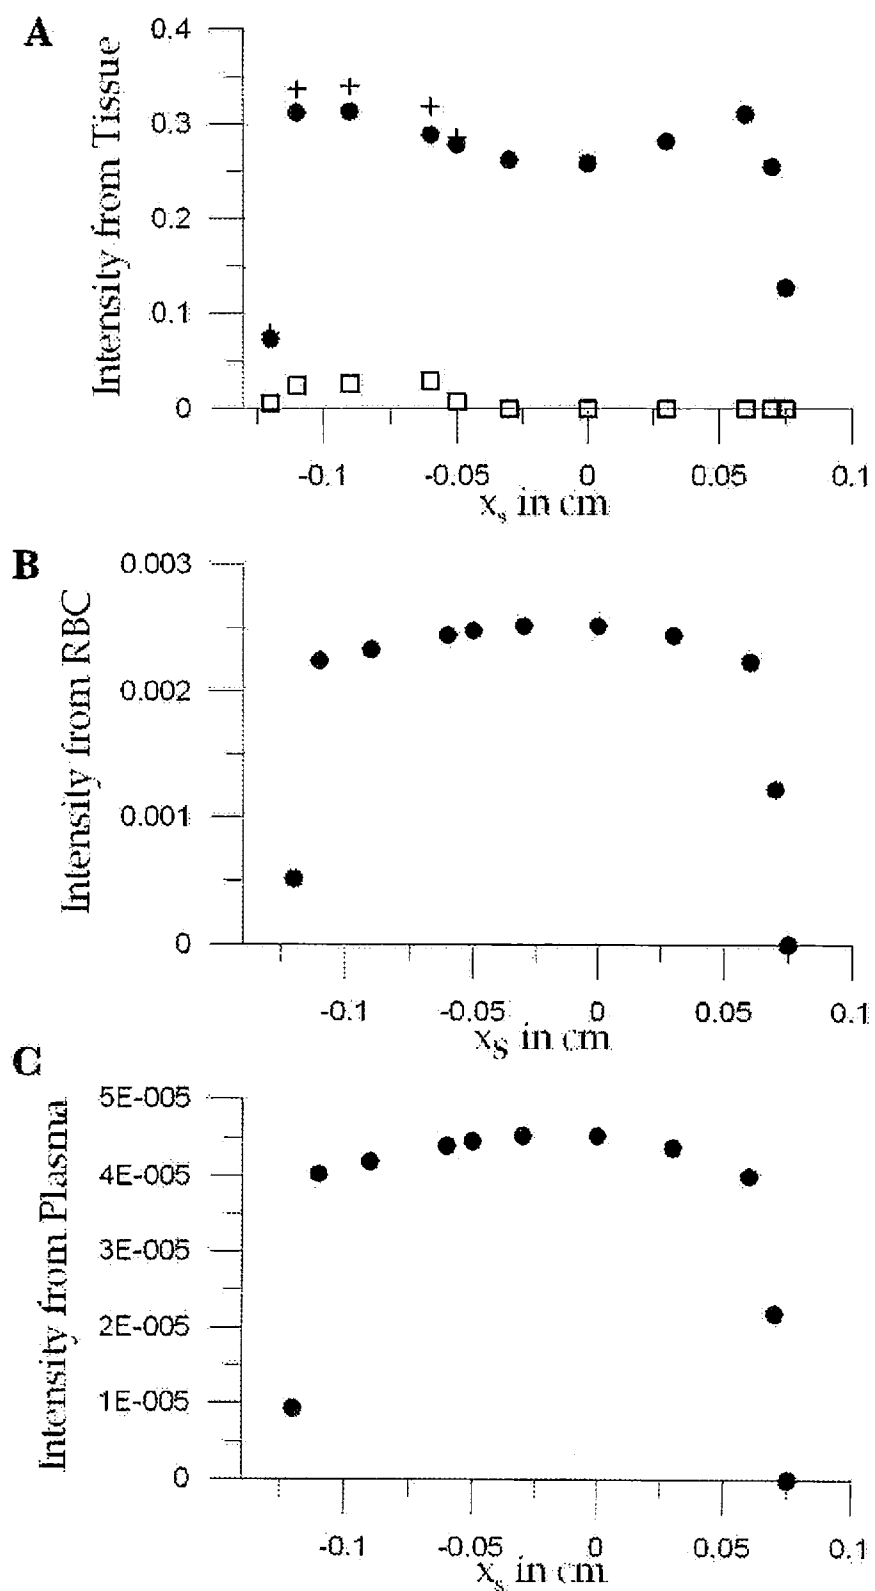 A
Intensity from Tissue
0.4
0.3
0.2
0.1
0
-0.1 -0.05 0 0.05 0.1
xs in cm
B
Intensity from RBC
0.003
0.002
0.001
0
-0.1 -0.05 0 0.05 0.1
xS in cm
C
Intensity from Plasma
5E-005
4E-005
3E-005
2E-005
1E-005
0
-0.1 -0.05 0 0.05 0.1
xs in cm